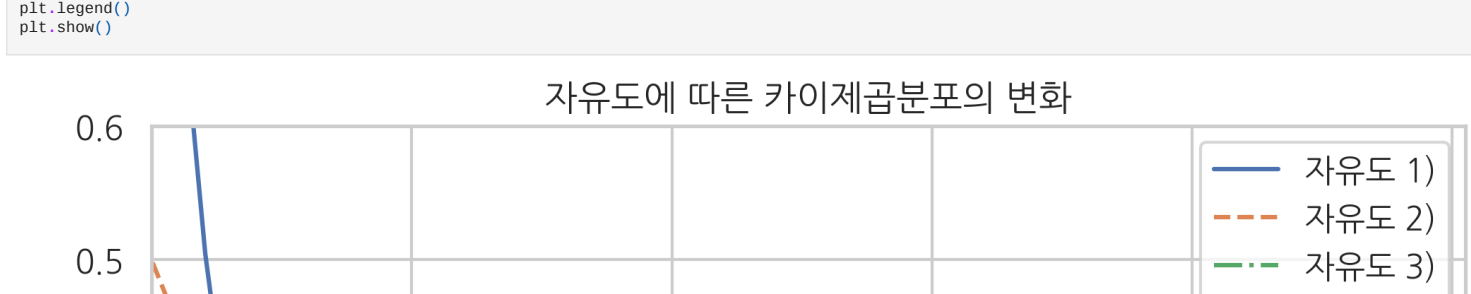 plt.legend()
plt.show()
자유도에 따른 카이제곱분포의 변화
0.6
자유도 1)
자유도 2)
0.5
자유도 3)